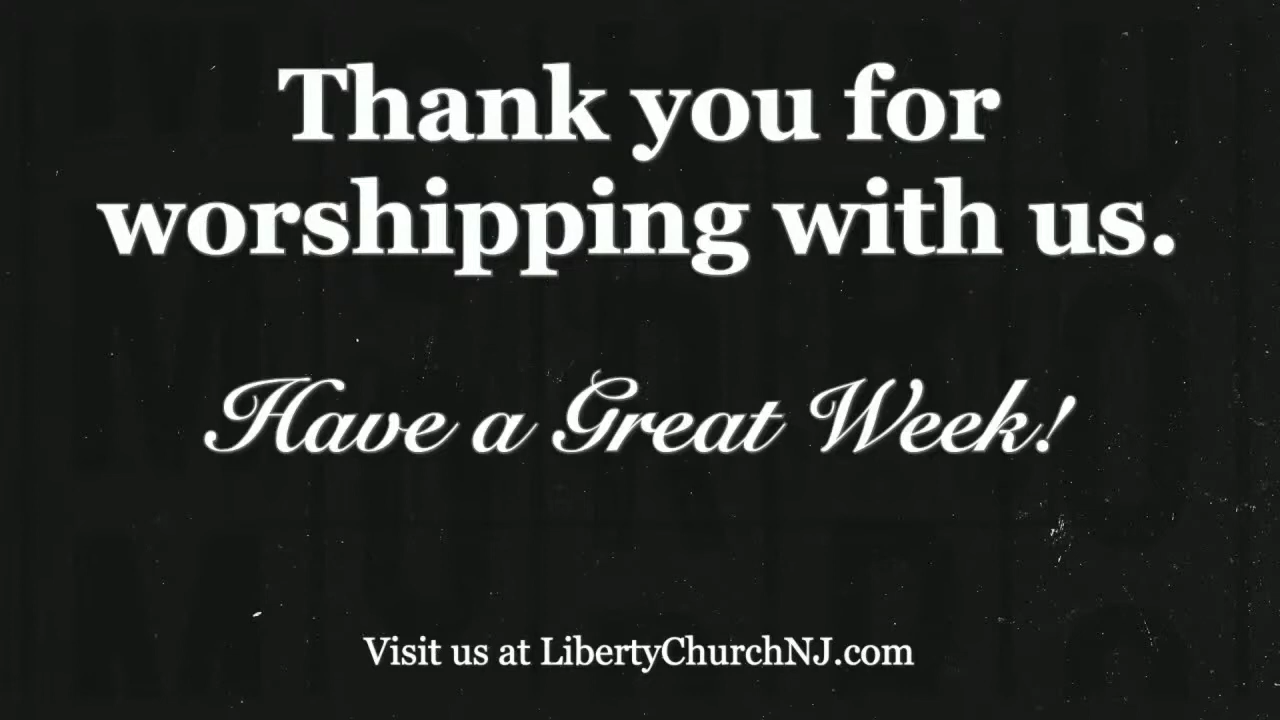 Thank you for
worshipping with us.
Have a Great Week!
Visit us at LibertyChurchNJ.com